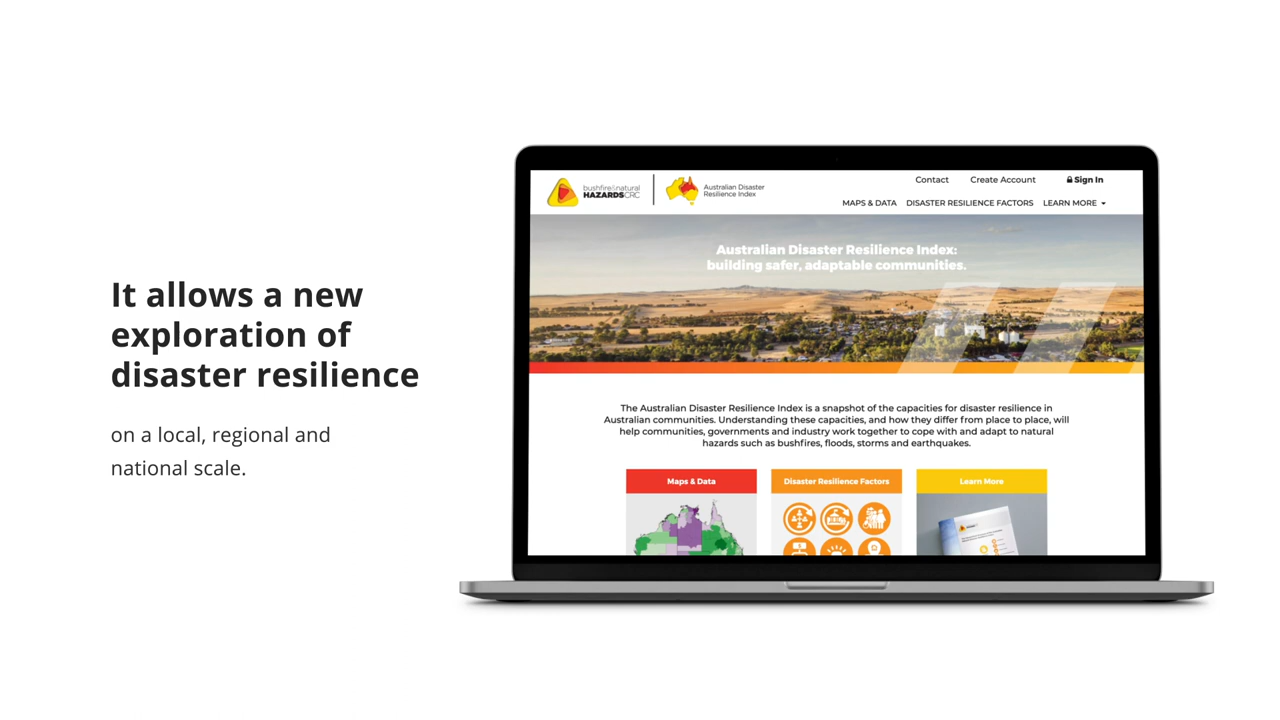 It allows a new
exploration of
disaster resilience
on a local, regional and
national scale.
bushfire&natural
HAZARDSCRC
Australian Disaster
Resilience Index
Contact Create Account Sign In
MAPS & DATA DISASTER RESILIENCE FACTORS LEARN MORE
Australian Disaster Resilience Index:
building safer, adaptable communities.
The Australian Disaster Resilience Index is a snapshot of the capacities for disaster resilience in
Australian communities. Understanding these capacities, and how they differ from place to place, will
help communities, governments and industry work together to cope with and adapt to natural
hazards such as bushfires, floods, storms and earthquakes.
Maps & Data Disaster Resilience Factors Learn More